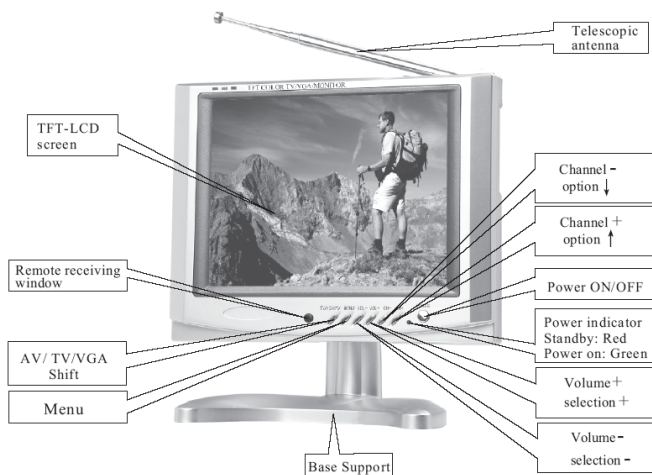 Telescopic
antenna
TFT COLOR TV/VGA/MONITOR
TFT-LCD
screen
Channel -
option ↓
Channel +
option ↑
Remote receiving
window
Power ON/OFF
Power indicator
Standby: Red
Power on: Green
AV/ TV/VGA
Shift
Volume +
selection +
Menu
Volume -
selection -
Base Support